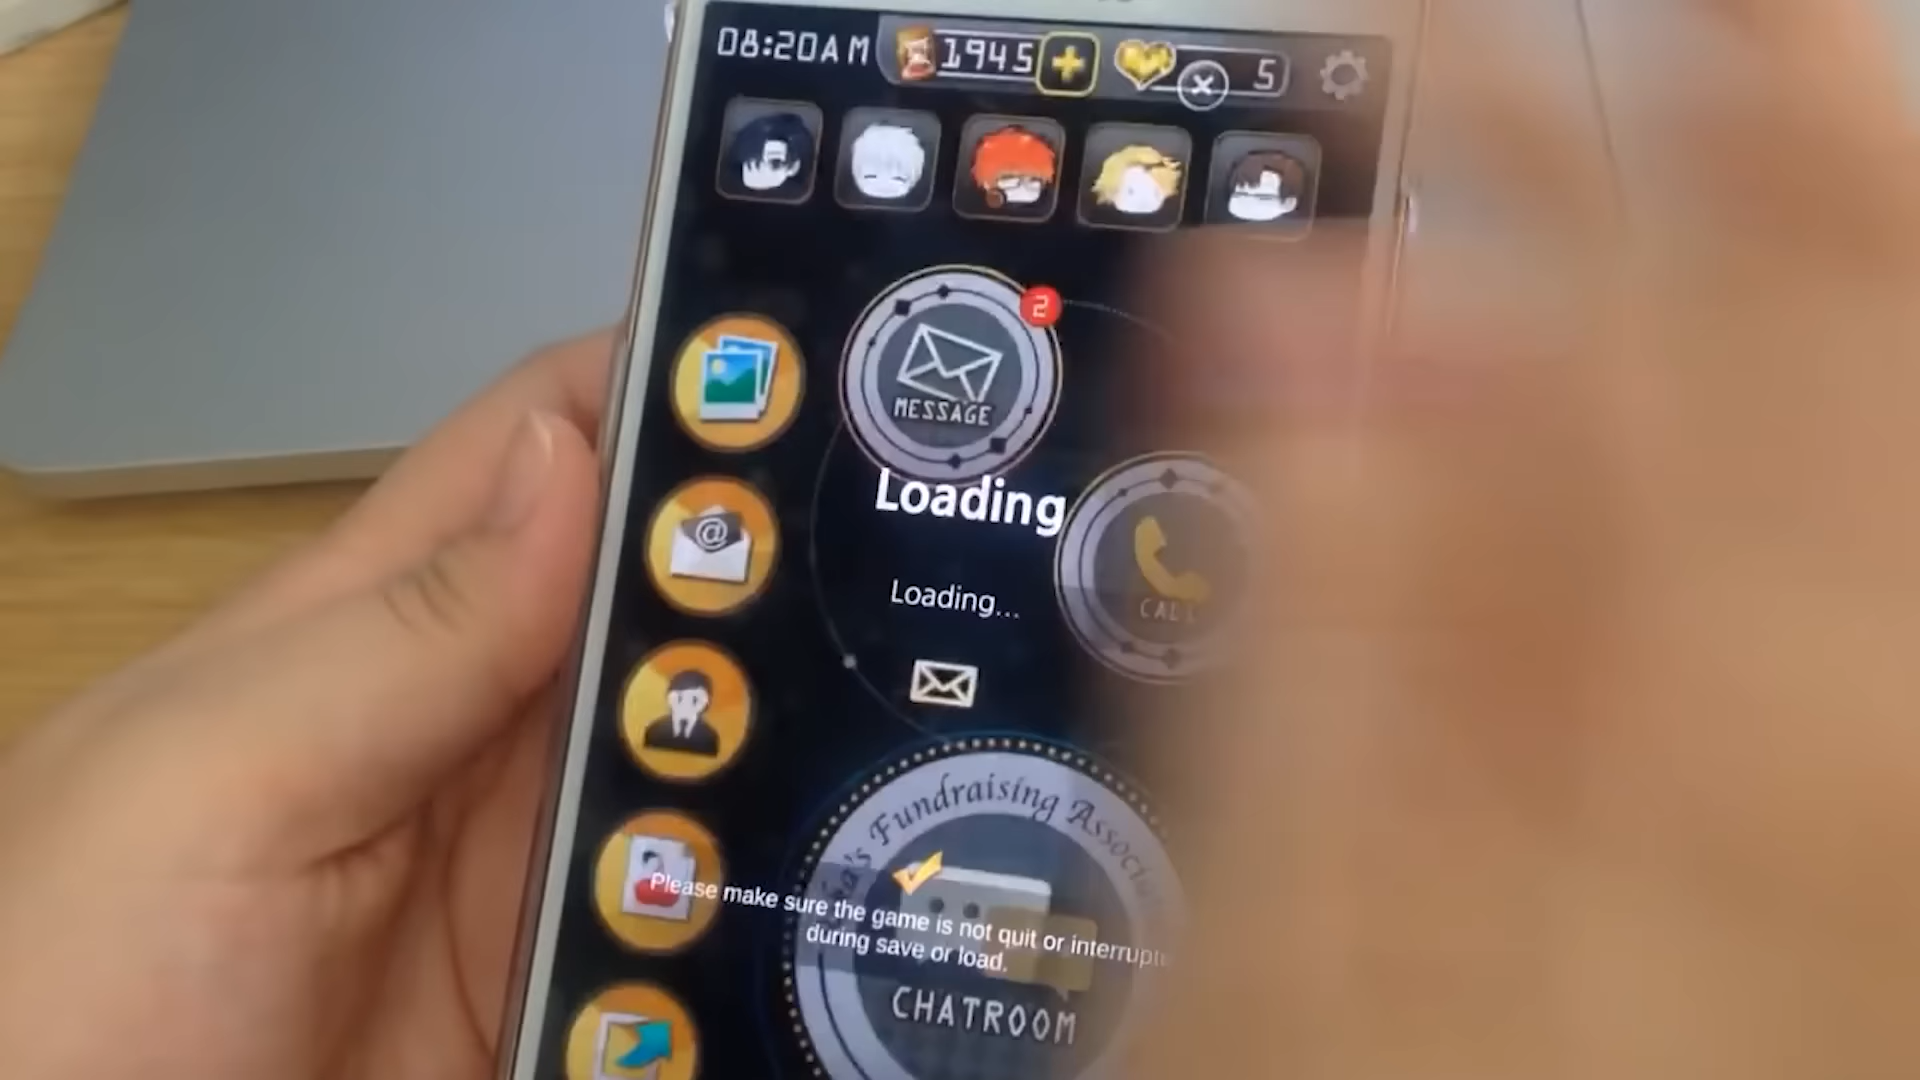 08:20AM
1945
5
2
MESSAGE
Loading
CALL
Loading...
Fundraising
Please make sure the game is not quit or
during save or load.
CHATROOM